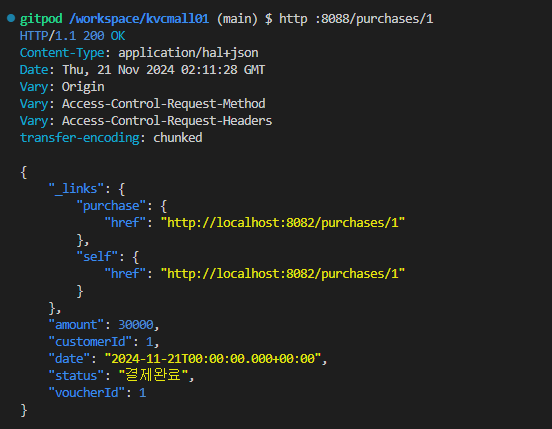 gitpod /workspace/kvcmall01 (main) $ http :8088/purchases/1
HTTP/1.1 200 OK
Content-Type: application/hal+json
Date: Thu, 21 Nov 2024 02:11:28 GMT
Vary: Origin
Vary: Access-Control-Request-Method
Vary: Access-Control-Request-Headers
transfer-encoding: chunked

{
    "_links": {
        "purchase": {
            "href": "http://localhost:8082/purchases/1"
        },
        "self": {
            "href": "http://localhost:8082/purchases/1"
        }
    },
    "amount": 30000,
    "customerId": 1,
    "date": "2024-11-21T00:00:00.000+00:00",
    "status": "결제완료",
    "voucherId": 1
}